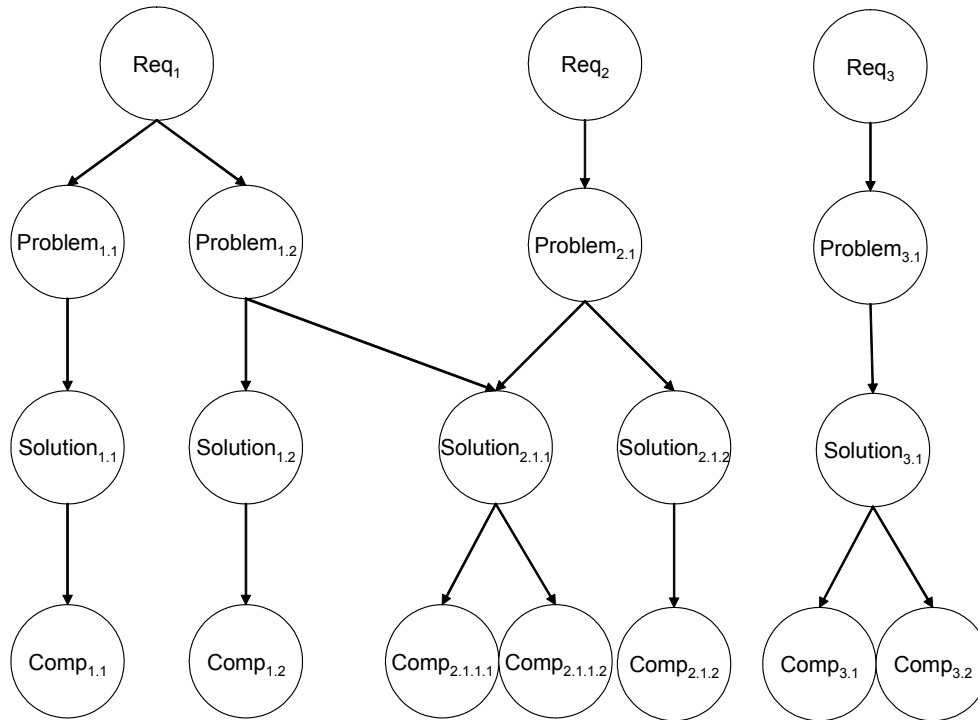 Req₁
Req₂
Req₃
Problem₁.₁
Problem₁.₂
Problem₂.₁
Problem₃.₁
Solution₁.₁
Solution₁.₂
Solution₂.₁.₁
Solution₂.₁.₂
Solution₃.₁
Comp₁.₁
Comp₁.₂
Comp₂.₁.₁.₁
Comp₂.₁.₁.₂
Comp₂.₁.₂
Comp₃.₁
Comp₃.₂